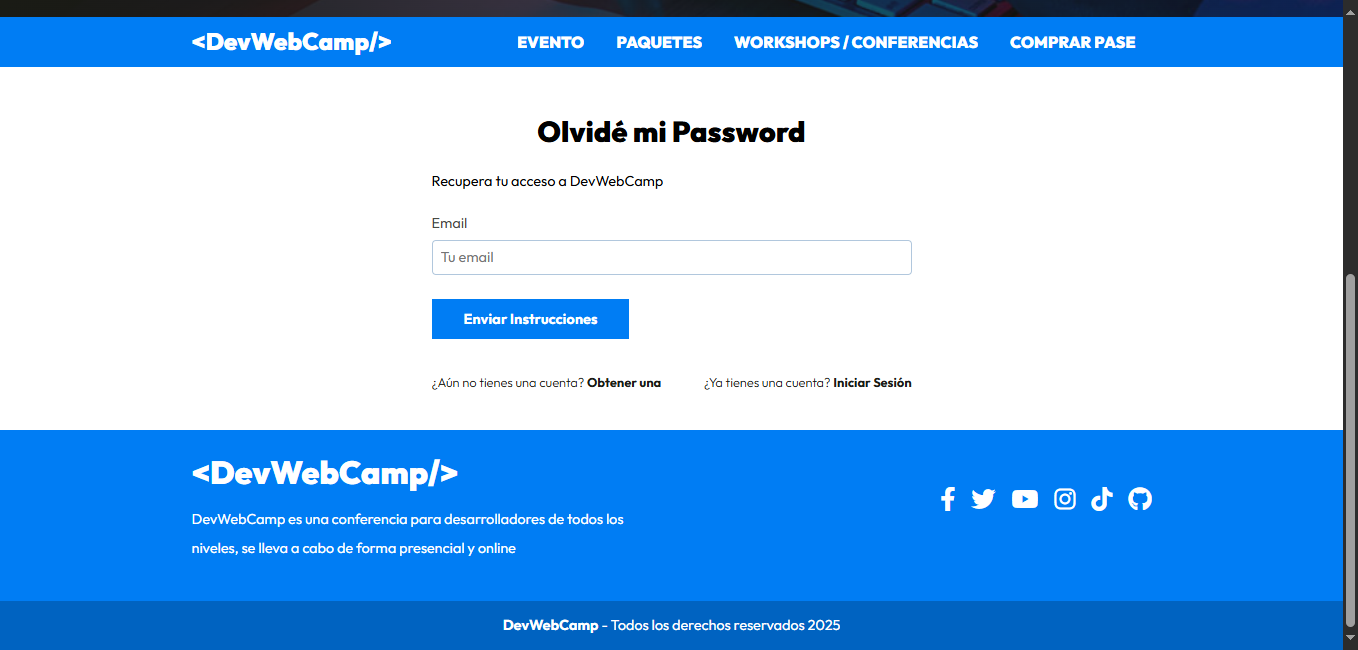 <DevWebCamp/>
EVENTO PAQUETES WORKSHOPS / CONFERENCIAS COMPRAR PASE
Olvidé mi Password
Recupera tu acceso a DevWebCamp
Email
Tu email
Enviar Instrucciones
¿Aún no tienes una cuenta? Obtener una ¿Ya tienes una cuenta? Iniciar Sesión
<DevWebCamp/>
DevWebCamp es una conferencia para desarrolladores de todos los
niveles, se lleva a cabo de forma presencial y online
DevWebCamp - Todos los derechos reservados 2025